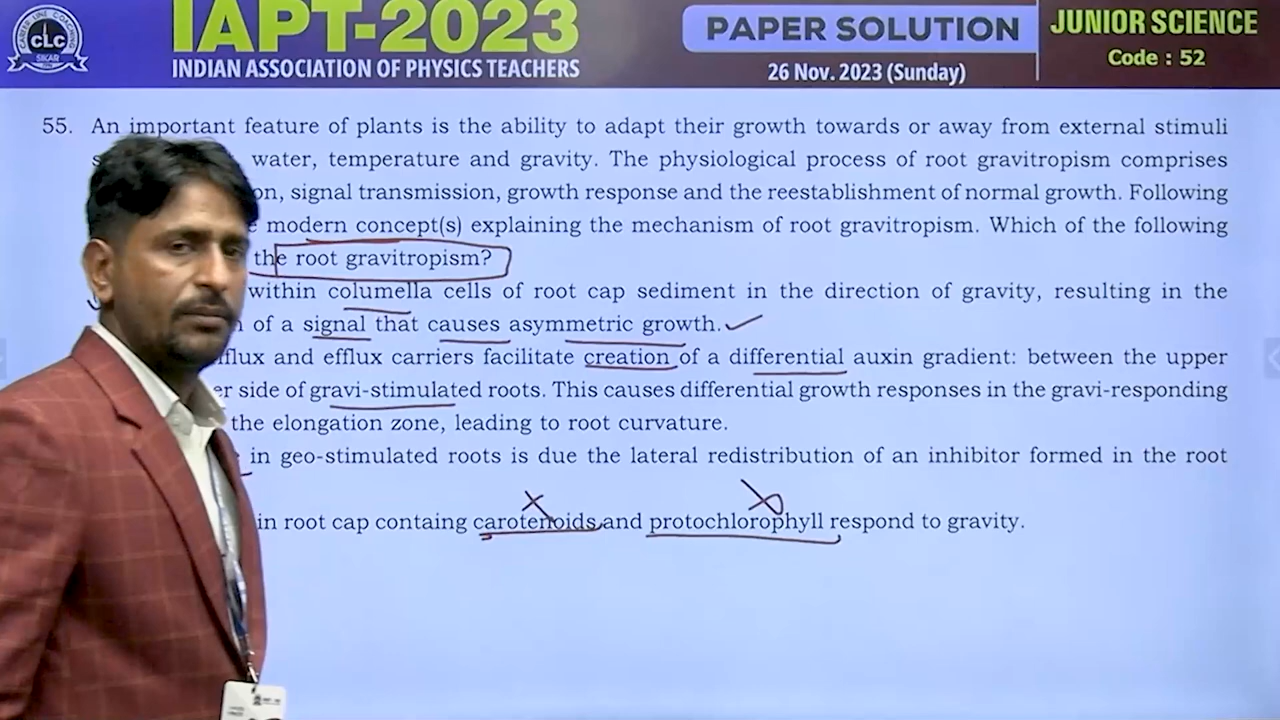 IAPT-2023
INDIAN ASSOCIATION OF PHYSICS TEACHERS
CLC
SIKAR
PAPER SOLUTION
26 Nov. 2023 (Sunday)
JUNIOR SCIENCE
Code : 52
55. An important feature of plants is the ability to adapt their growth towards or away from external stimuli
water, temperature and gravity. The physiological process of root gravitropism comprises
signal transmission, growth response and the reestablishment of normal growth. Following
modern concept(s) explaining the mechanism of root gravitropism. Which of the following
the root gravitropism?
within columella cells of root cap sediment in the direction of gravity, resulting in the
of a signal that causes asymmetric growth.
and efflux carriers facilitate creation of a differential auxin gradient: between the upper
side of gravi-stimulated roots. This causes differential growth responses in the gravi-responding
the elongation zone, leading to root curvature.
in geo-stimulated roots is due the lateral redistribution of an inhibitor formed in the root
in root cap containg carotenoids and protochlorophyll respond to gravity.